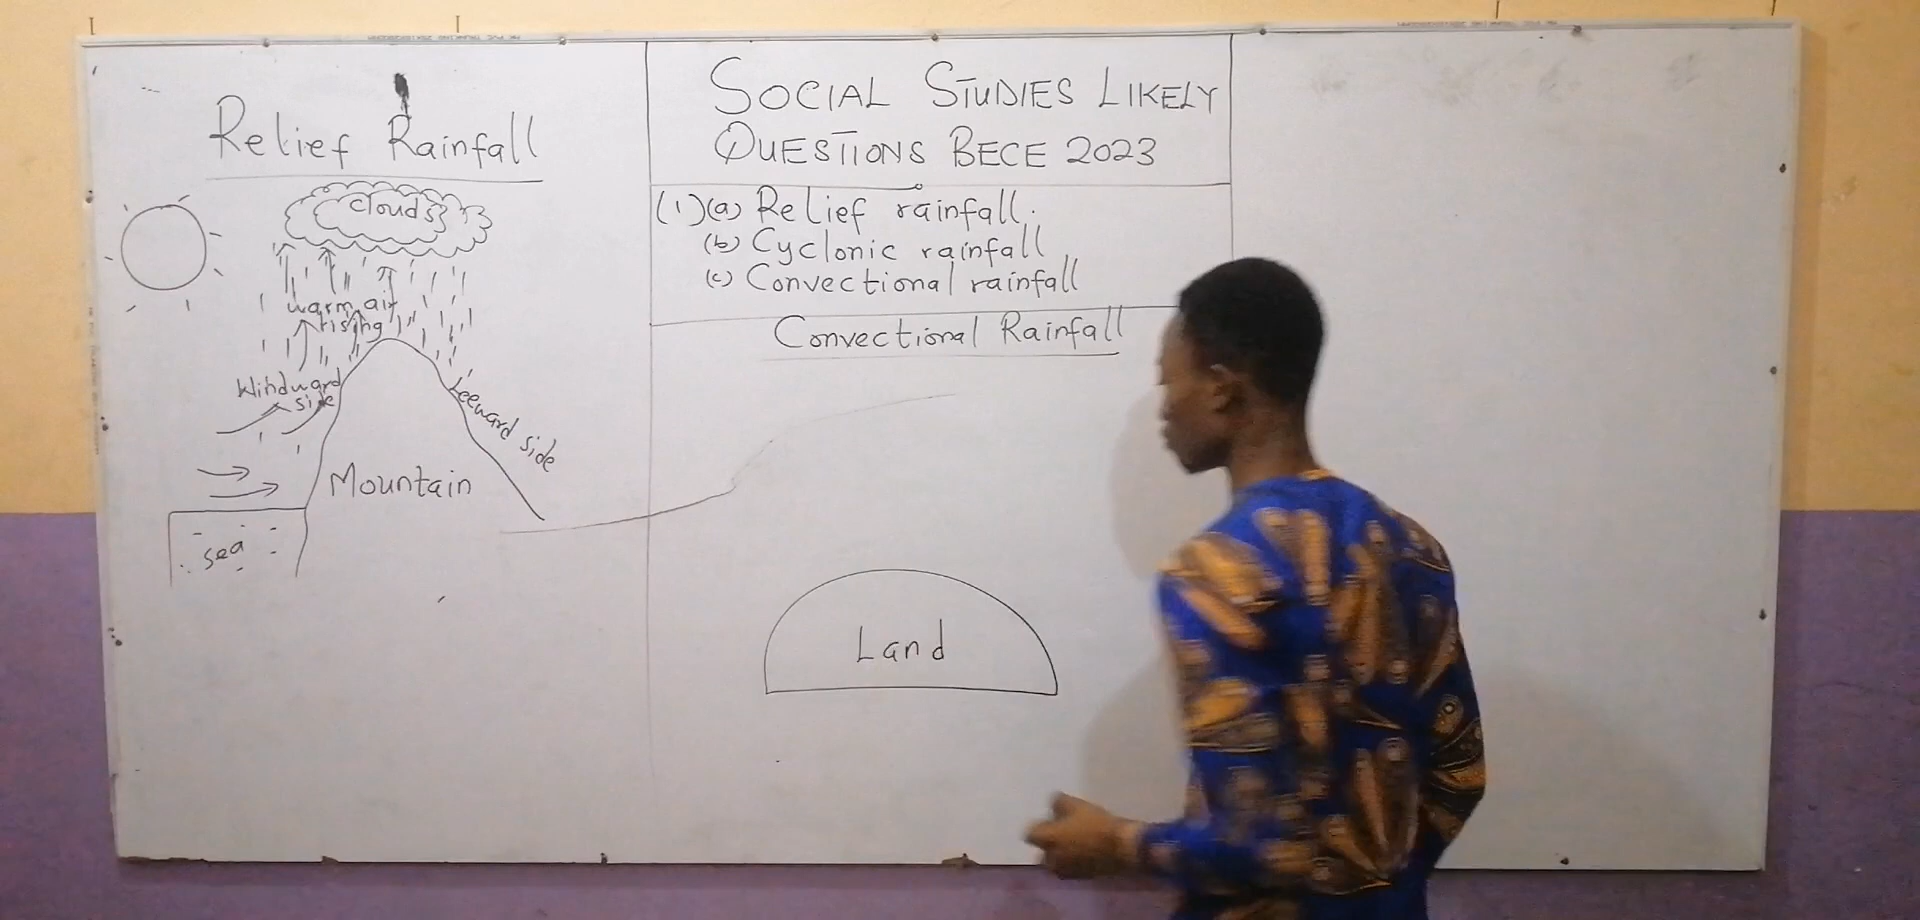 Relief Rainfall
clouds
warm air
rising
Windward
side
Leeward side
Mountain
sea
SOCIAL STUDIES LIKELY
QUESTIONS BECE 2023
(1)(a) Relief rainfall.
(b) Cyclonic rainfall
(c) Convectional rainfall
Convectional Rainfall
Land